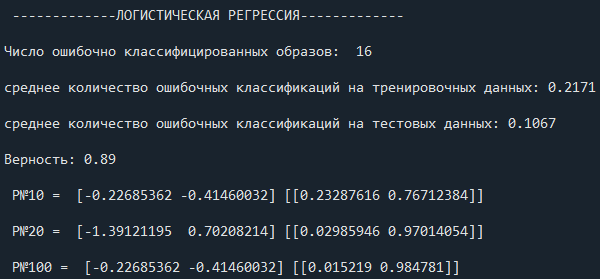 -------------ЛОГИСТИЧЕСКАЯ РЕГРЕССИЯ-------------
Число ошибочно классифицированных образов:  16
среднее количество ошибочных классификаций на тренировочных данных: 0.2171
среднее количество ошибочных классификаций на тестовых данных: 0.1067
Верность: 0.89
P№10 =  [-0.22685362 -0.41460032] [[0.23287616 0.76712384]]
P№20 =  [-1.39121195  0.70208214] [[0.02985946 0.97014054]]
P№100 =  [-0.22685362 -0.41460032] [[0.015219 0.984781]]